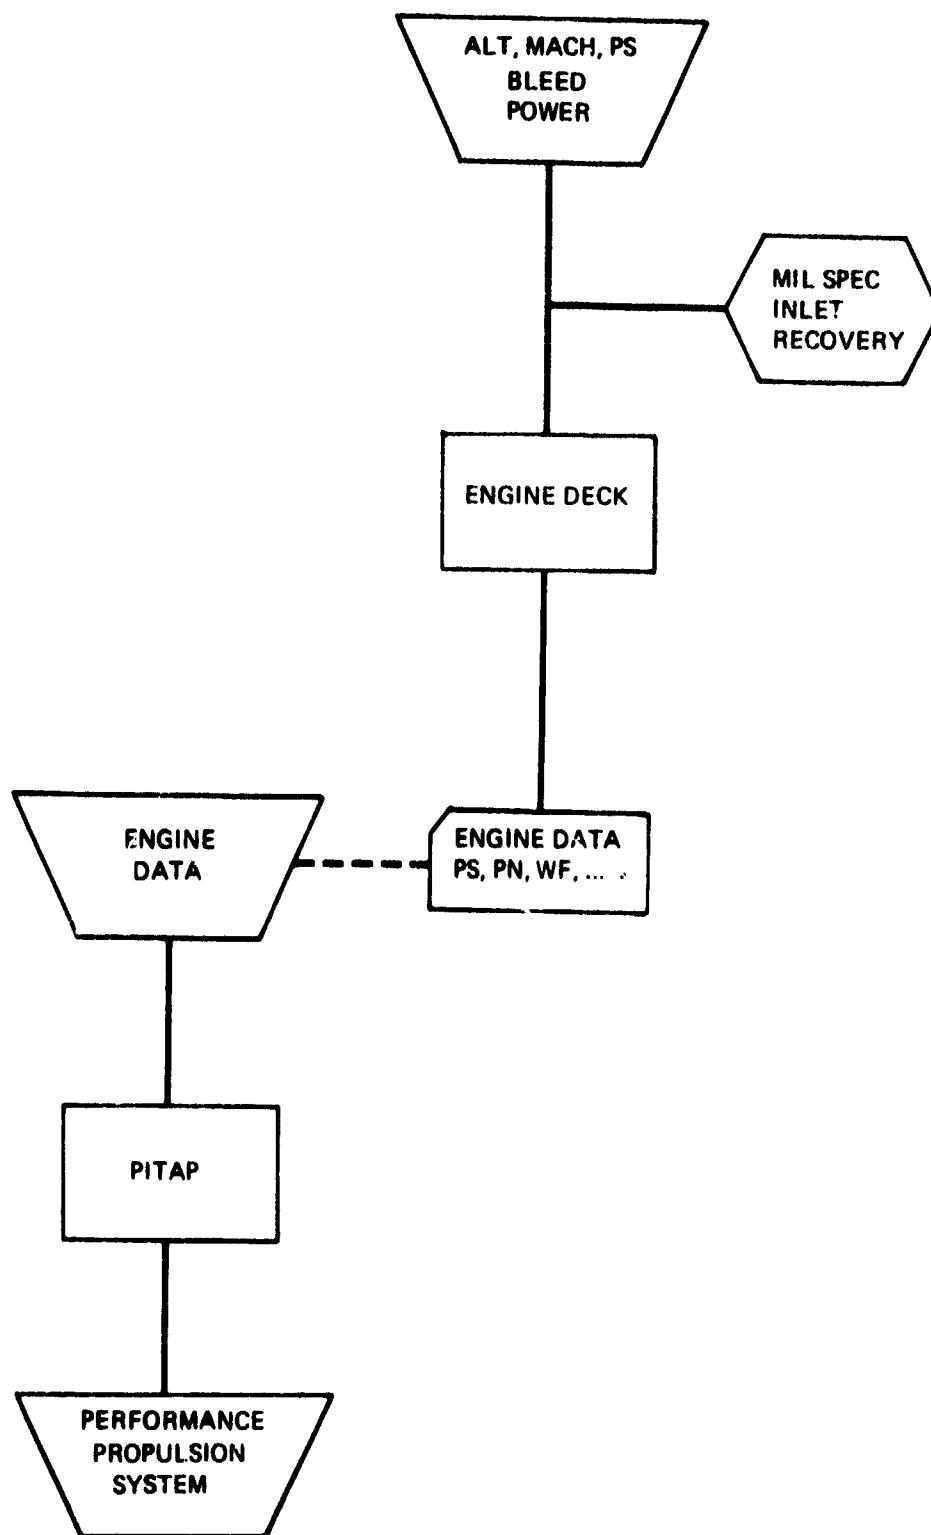 ALT, MACH, PS
BLEED
POWER
MIL SPEC
INLET
RECOVERY
ENGINE DECK
ENGINE DATA
PS, PN, WF, ...
ENGINE
DATA
PITAP
PERFORMANCE
PROPULSION
SYSTEM